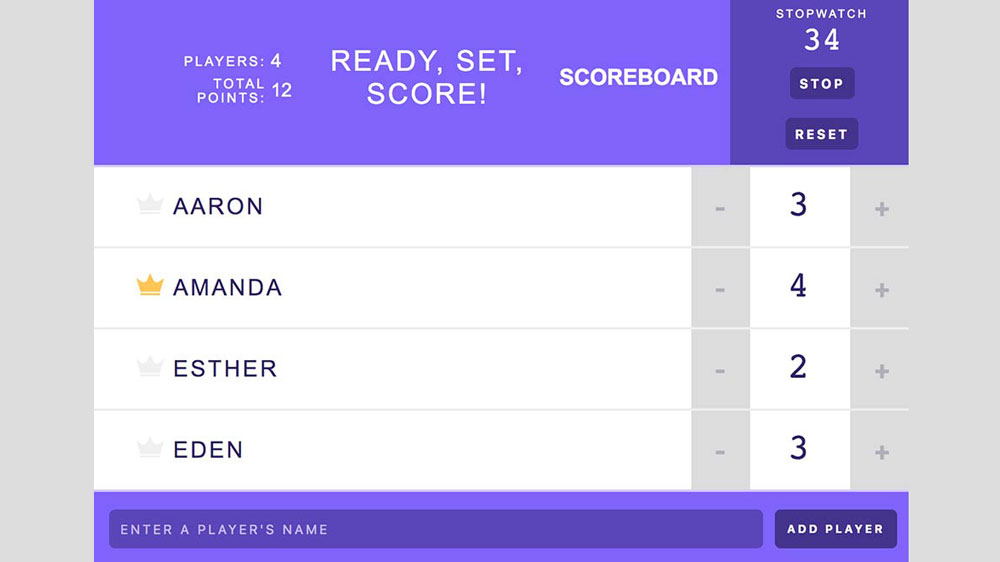 PLAYERS: 4
TOTAL POINTS: 12
READY, SET,
SCORE!
SCOREBOARD
STOPWATCH
34
STOP
RESET
AARON - 3 +
AMANDA - 4 +
ESTHER - 2 +
EDEN - 3 +
ENTER A PLAYER'S NAME
ADD PLAYER